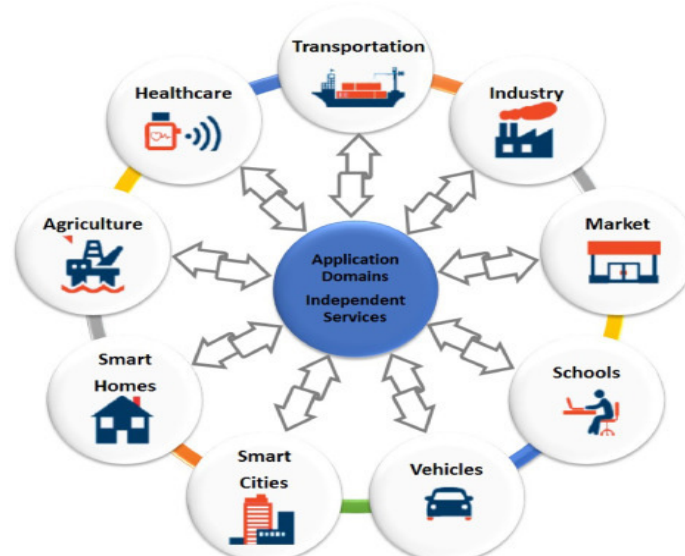 Transportation
Healthcare
Industry
Agriculture
Market
Application
Domains
Independent
Services
Smart
Homes
Schools
Smart
Cities
Vehicles